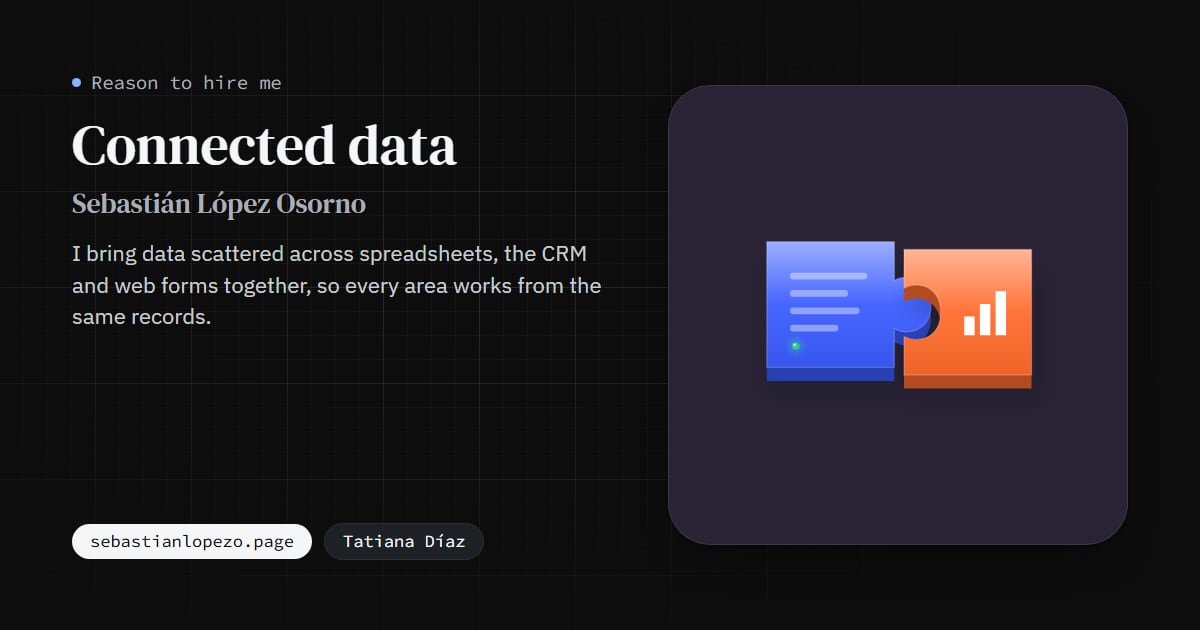 Reason to hire me
Connected data
Sebastián López Osorno
I bring data scattered across spreadsheets, the CRM
and web forms together, so every area works from the
same records.
sebastianlopezo.page
Tatiana Díaz